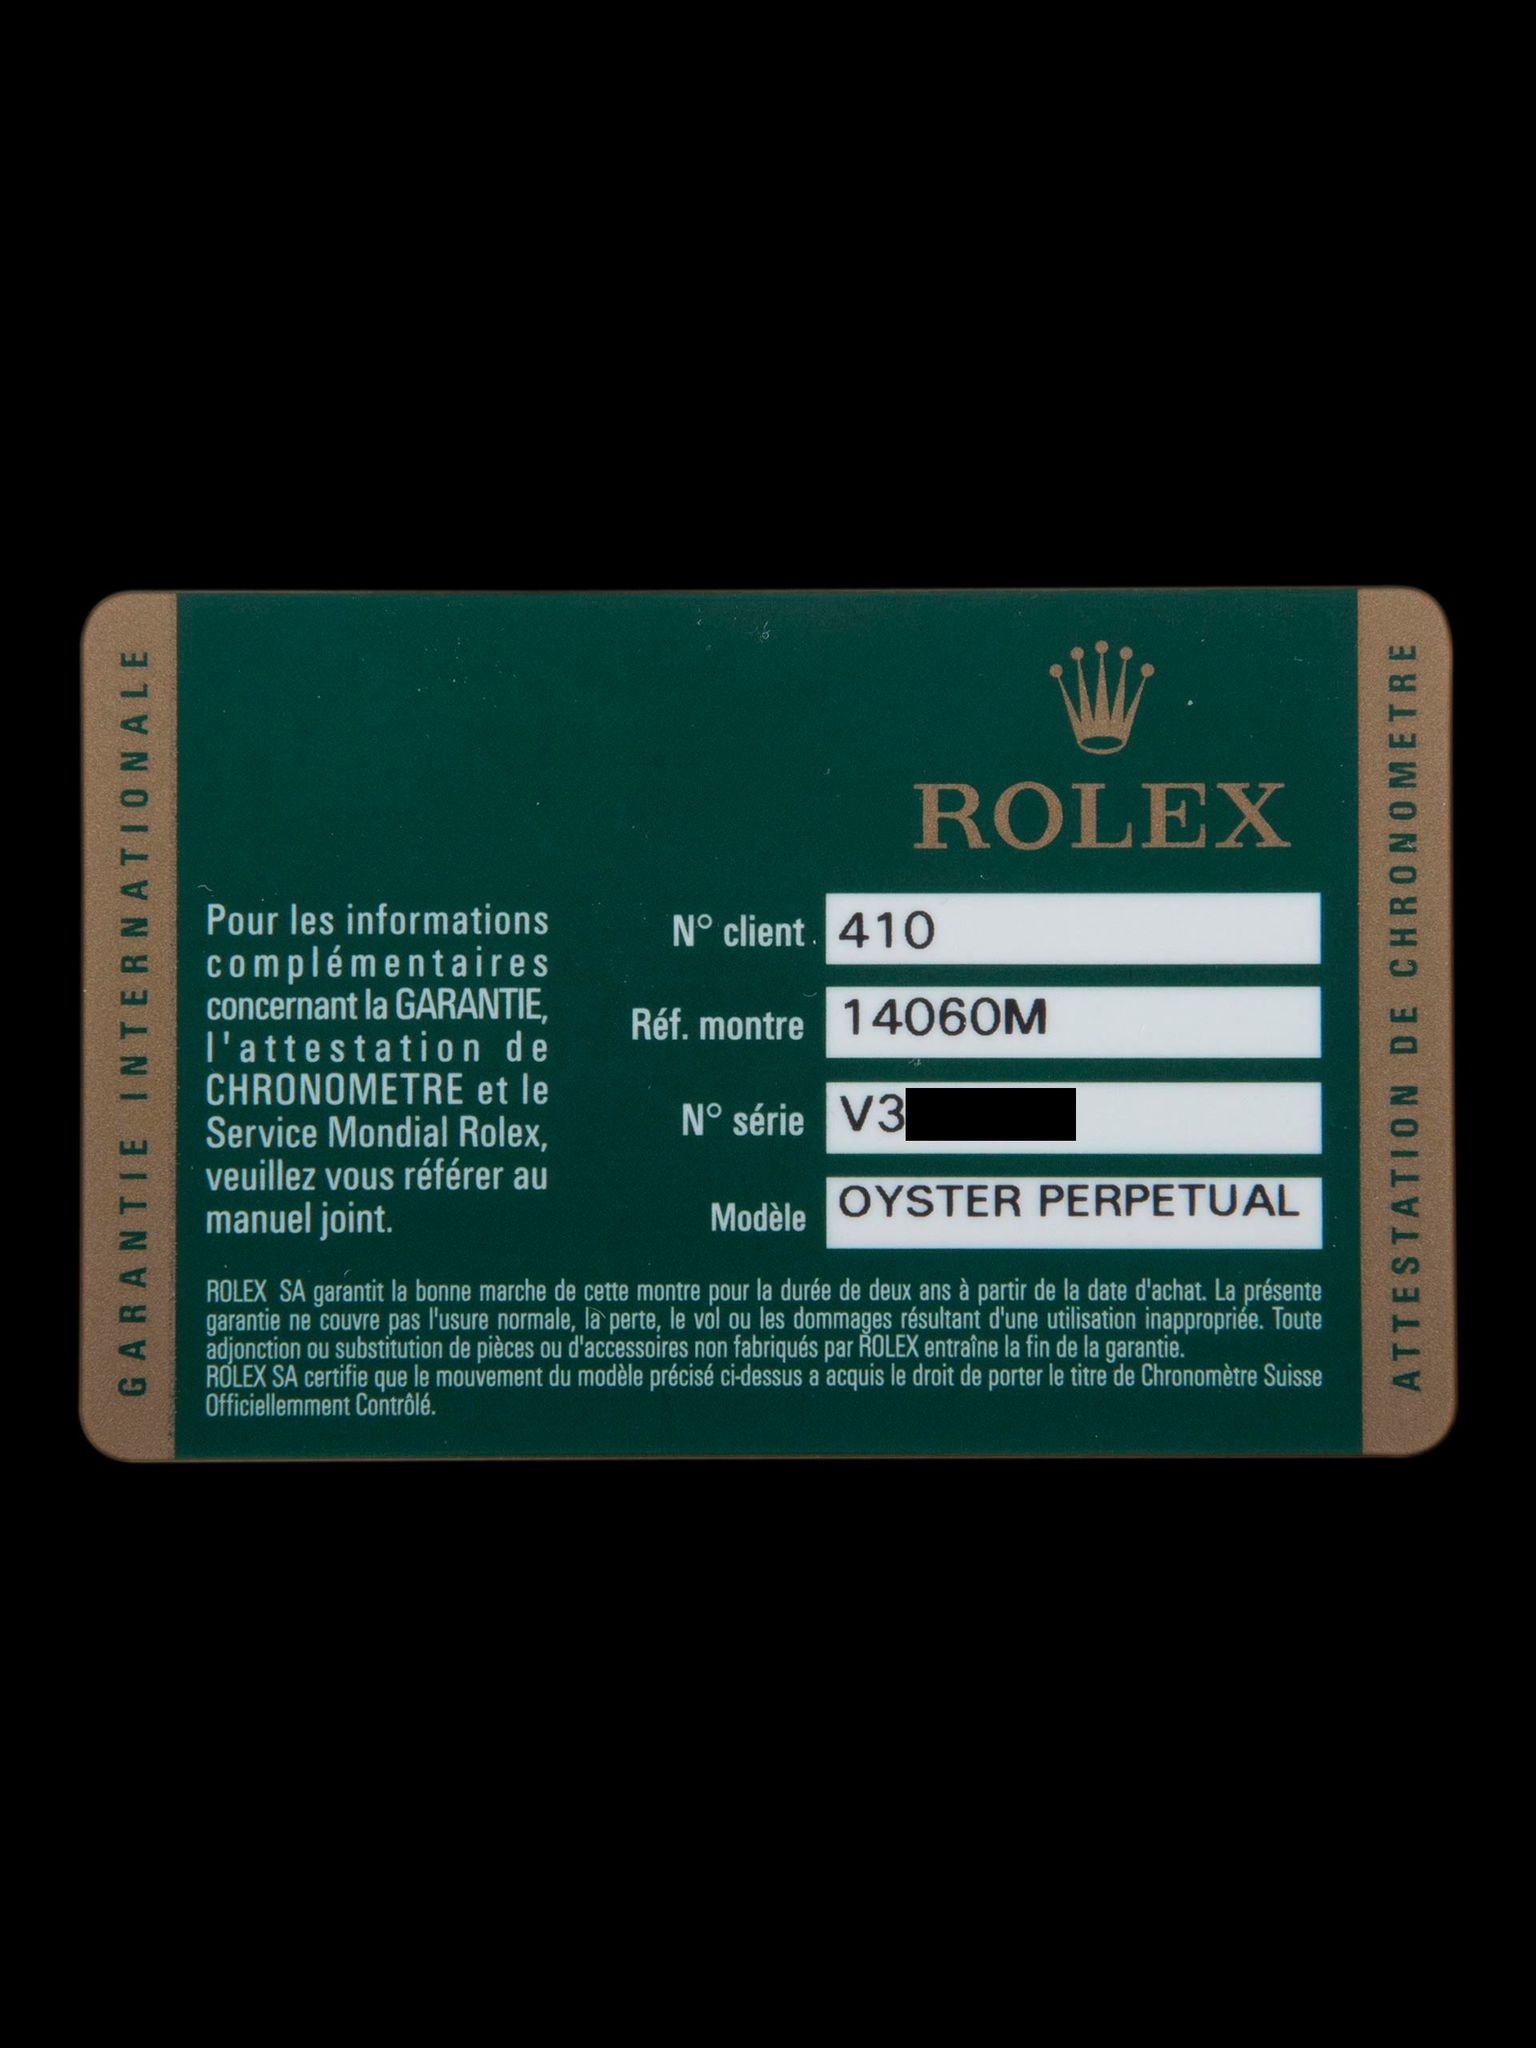 GARANTIE INTERNATIONALE
ROLEX
Pour les informations
complémentaires
concernant la GARANTIE,
l'attestation de
CHRONOMETRE et le
Service Mondial Rolex,
veuillez vous référer au
manuel joint.
N° client 410
Réf. montre 14060M
N° série V3
Modèle OYSTER PERPETUAL
ROLEX SA garantit la bonne marche de cette montre pour la durée de deux ans à partir de la date d'achat. La présente
garantie ne couvre pas l'usure normale, la perte, le vol ou les dommages résultant d'une utilisation inappropriée. Toute
adjonction ou substitution de pièces ou d'accessoires non fabriqués par ROLEX entraîne la fin de la garantie.
ROLEX SA certifie que le mouvement du modèle précisé ci-dessus a acquis le droit de porter le titre de Chronomètre Suisse
Officiellemment Contrôlé.
ATTESTATION DE CHRONOMETRE